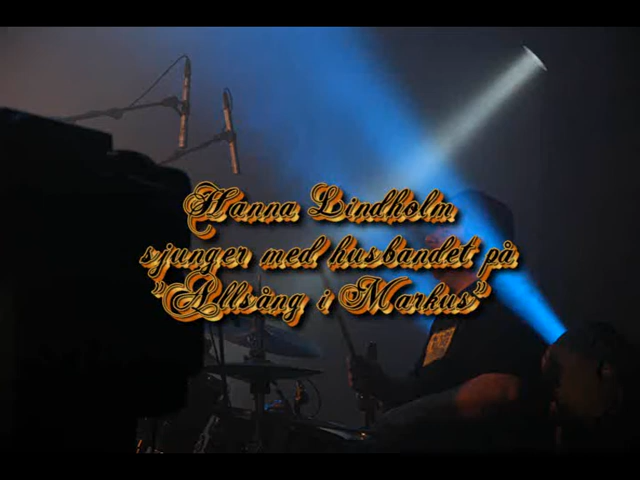 Hanna Lindholm
sjunger med husbandet på
"Allsång i Markus"